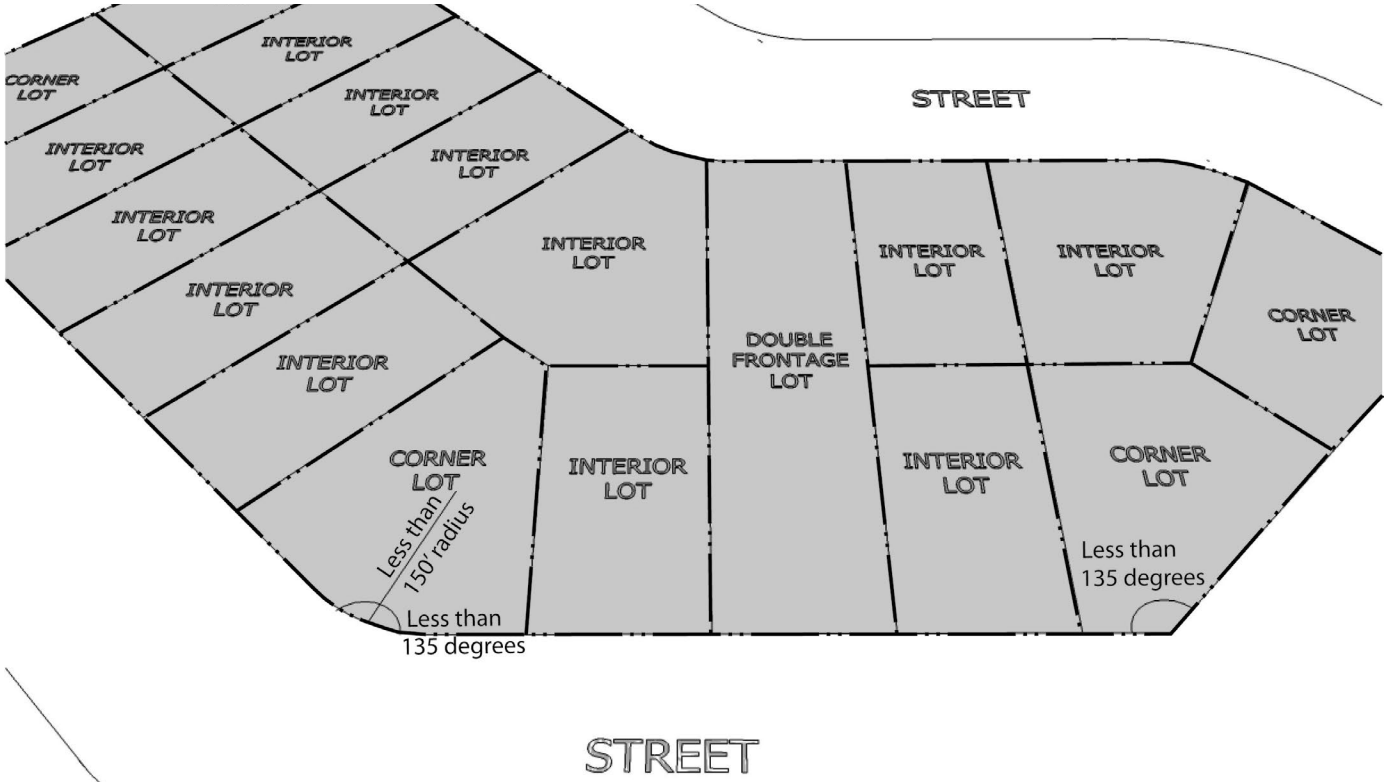 INTERIOR
LOT
CORNER
LOT
INTERIOR
LOT
STREET
INTERIOR
LOT
INTERIOR
LOT
INTERIOR
LOT
INTERIOR
LOT
INTERIOR
LOT
INTERIOR
LOT
INTERIOR
LOT
CORNER
LOT
DOUBLE
FRONTAGE
LOT
INTERIOR
LOT
CORNER
LOT
Less than
150' radius
INTERIOR
LOT
INTERIOR
LOT
CORNER
LOT
Less than
135 degrees
Less than
135 degrees
STREET